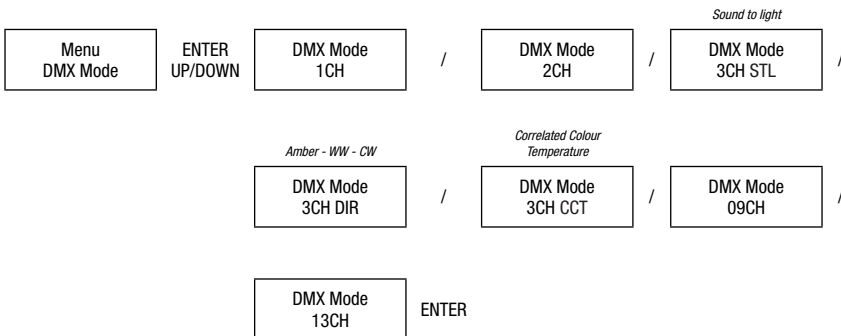 Sound to light
Menu
DMX Mode
ENTER
UP/DOWN
DMX Mode
1CH
/
DMX Mode
2CH
/
DMX Mode
3CH STL
/
Amber - WW - CW
DMX Mode
3CH DIR
/
Correlated Colour
Temperature
DMX Mode
3CH CCT
/
DMX Mode
09CH
/
DMX Mode
13CH
ENTER